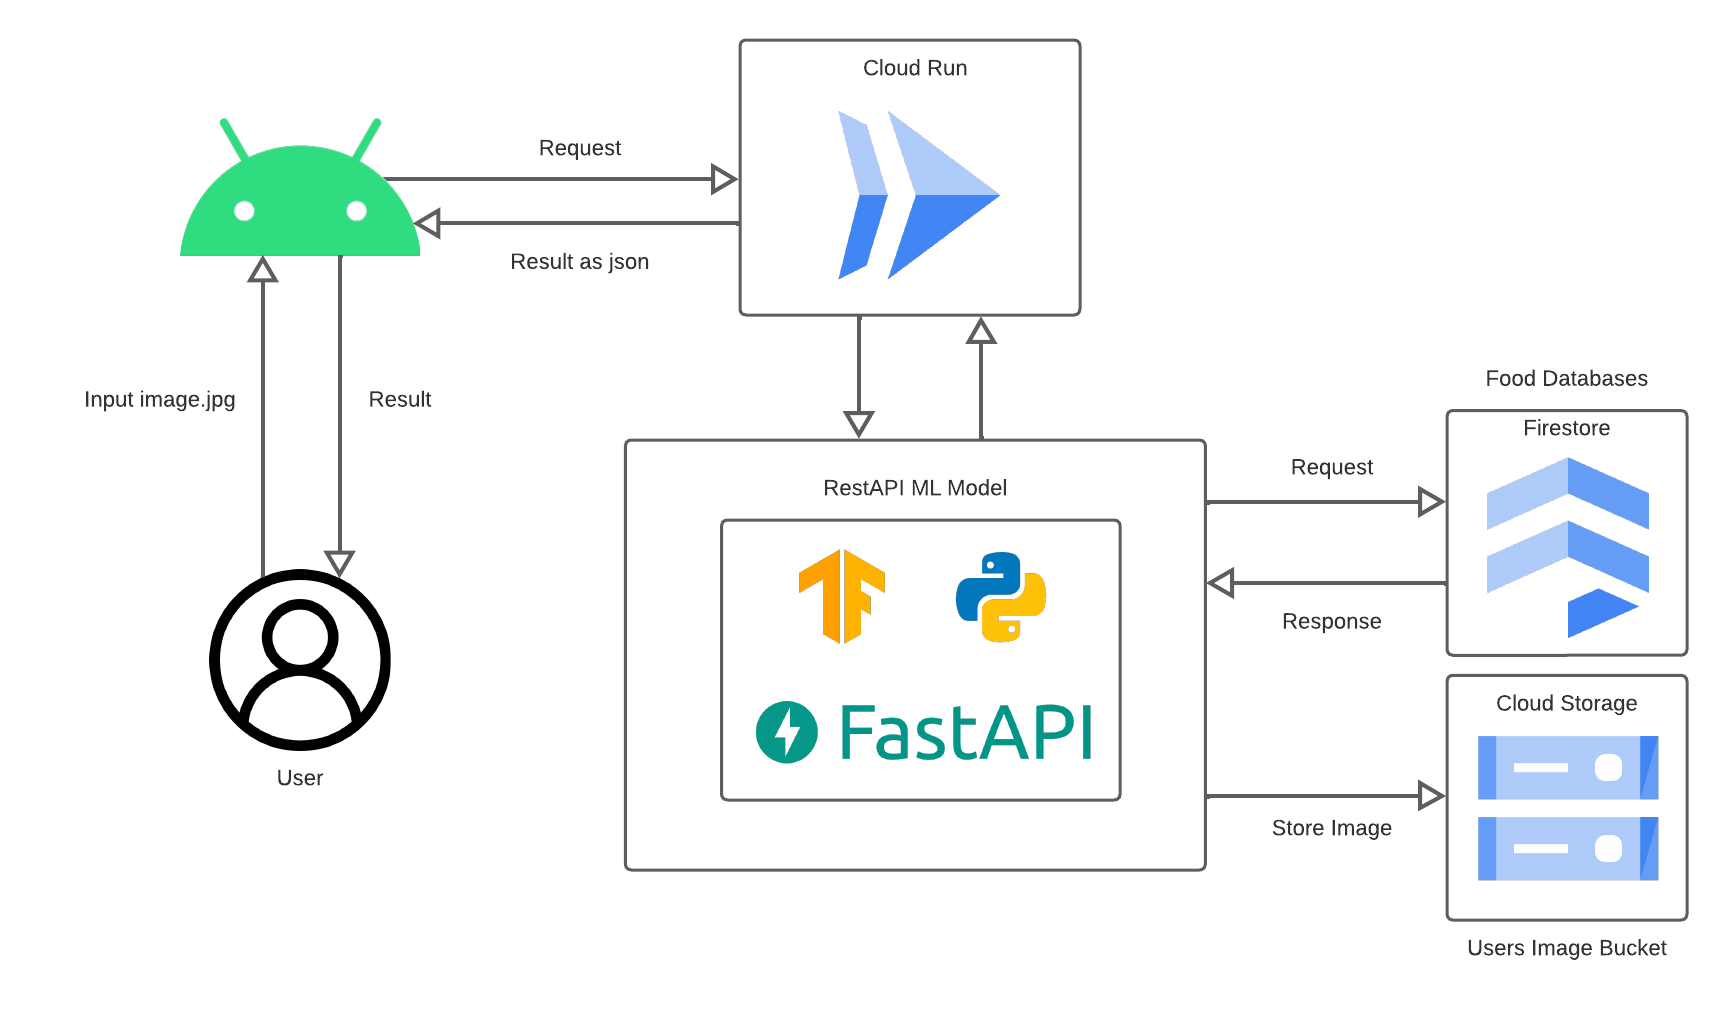 Cloud Run
Request
Result as json
Input image.jpg
Result
User
RestAPI ML Model
FastAPI
Food Databases
Firestore
Request
Response
Cloud Storage
Store Image
Users Image Bucket